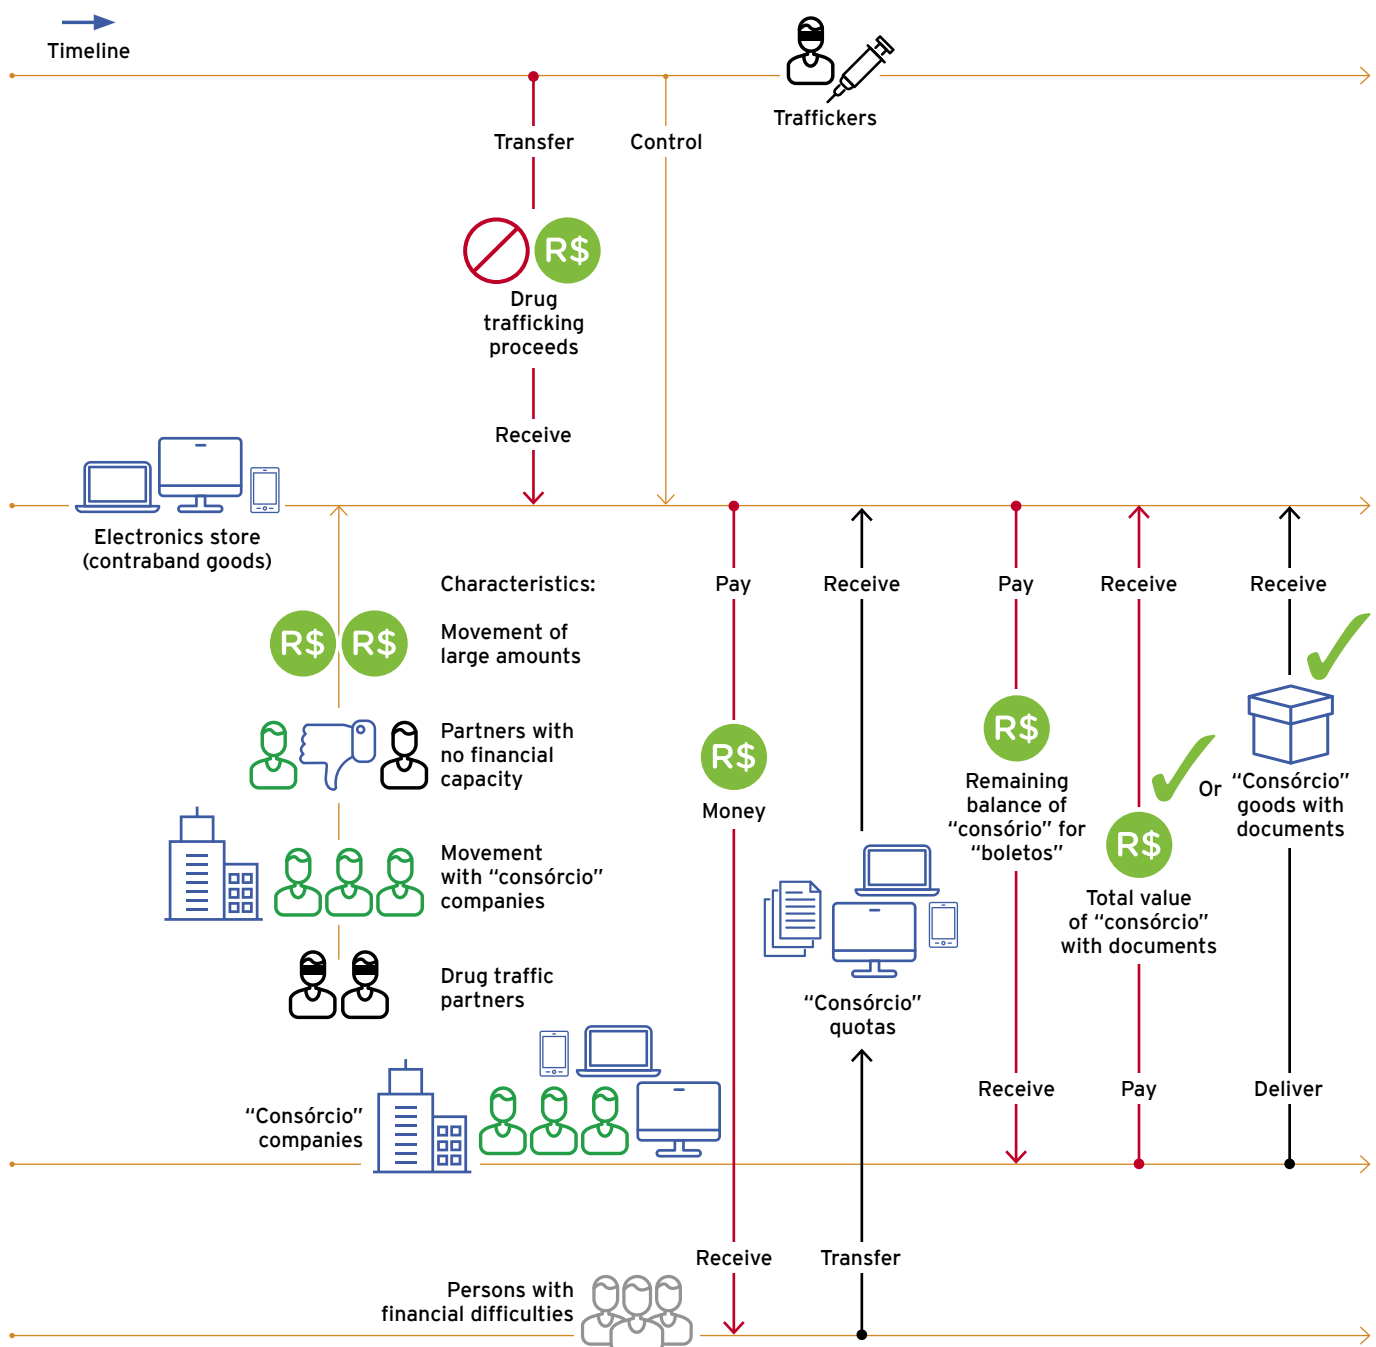 Timeline
Traffickers
Transfer
Control
R$
Drug
trafficking
proceeds
Receive
Electronics store
(contraband goods)
Characteristics:
R$ R$
Movement of
large amounts
Partners with
no financial
capacity
Movement
with “consórcio”
companies
Drug traffic
partners
Pay
R$
Money
Receive
Receive
“Consórcio”
quotas
Transfer
Pay
R$
Remaining
balance of
“consório” for
“boletos”
Receive
Receive
R$
Total value
of “consórcio”
with documents
Pay
Or
Receive
“Consórcio”
goods with
documents
Deliver
“Consórcio”
companies
Persons with
financial difficulties